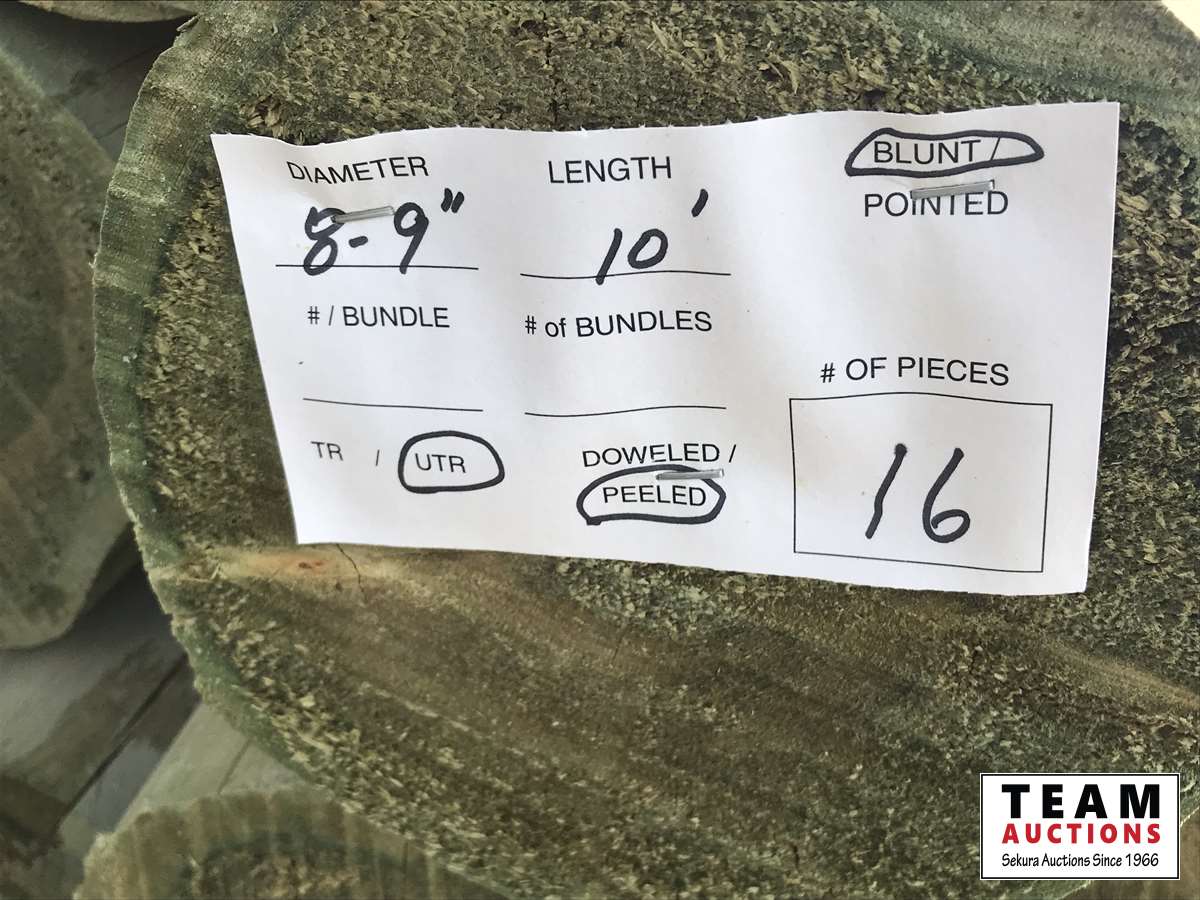 DIAMETER LENGTH BLUNT /
POINTED
8-9" 10'
# / BUNDLE # of BUNDLES
# OF PIECES
16
TR / UTR DOWELED /
PEELED
TEAM
AUCTIONS
Sekura Auctions Since 1966